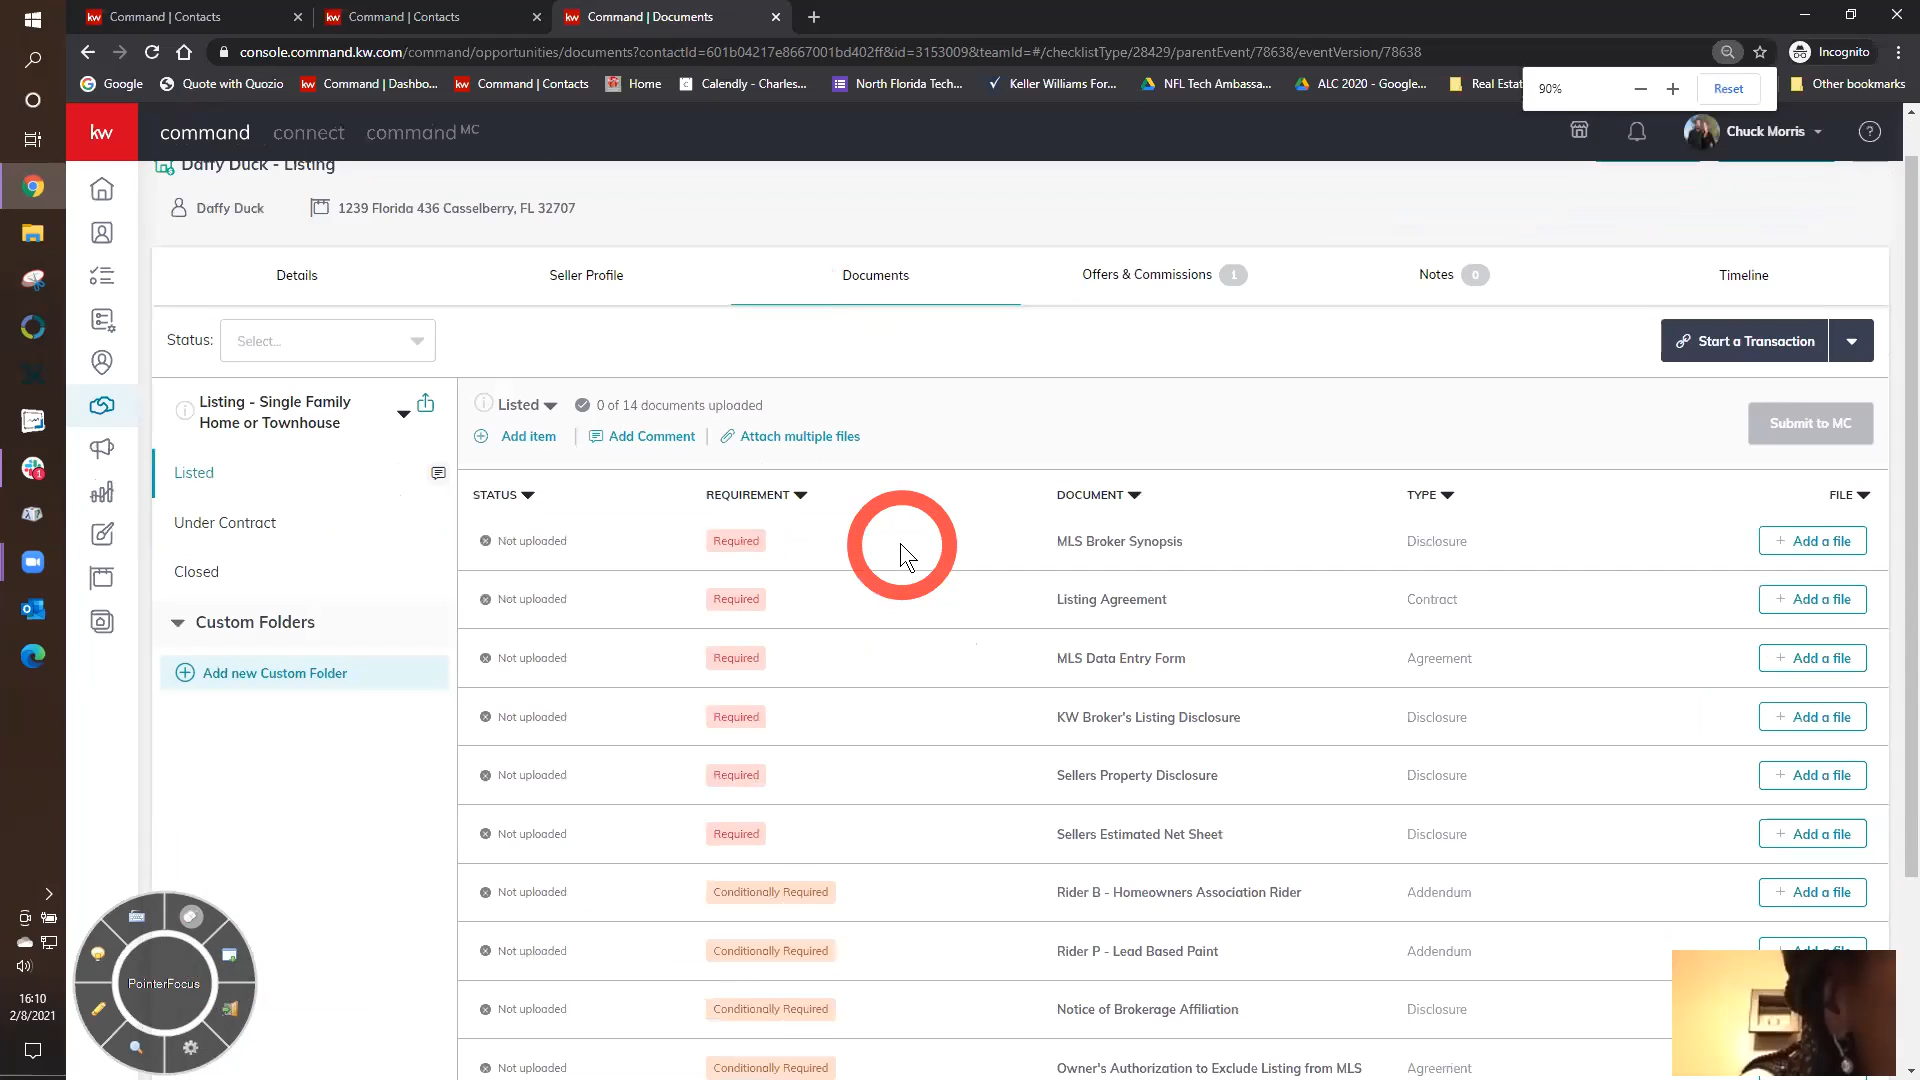 Command | Contacts
Command | Contacts
Command | Documents
console.command.kw.com/command/opportunities/documents?contactId=601b04217e8667001bd402ff&id=3153009&teamId=#/checklistType/28429/parentEvent/78638/eventVersion/78638
Incognito
Google
Quote with Quozio
Command | Dashbo...
Command | Contacts
Home
Calendly - Charles...
North Florida Tech...
Keller Williams For...
NFL Tech Ambassa...
ALC 2020 - Google...
Real Estat
Other bookmarks
90%
Reset
kw
command
connect
command MC
Chuck Morris
Daffy Duck - Listing
Daffy Duck
1239 Florida 436 Casselberry, FL 32707
Details
Seller Profile
Documents
Offers & Commissions 1
Notes 0
Timeline
Status:
Select...
Start a Transaction
Listing - Single Family
Home or Townhouse
Listed
Under Contract
Closed
Custom Folders
Add new Custom Folder
Listed
0 of 14 documents uploaded
Add item
Add Comment
Attach multiple files
Submit to MC
STATUS REQUIREMENT DOCUMENT TYPE FILE
Not uploaded Required MLS Broker Synopsis Disclosure + Add a file
Not uploaded Required Listing Agreement Contract + Add a file
Not uploaded Required MLS Data Entry Form Agreement + Add a file
Not uploaded Required KW Broker's Listing Disclosure Disclosure + Add a file
Not uploaded Required Sellers Property Disclosure Disclosure + Add a file
Not uploaded Required Sellers Estimated Net Sheet Disclosure + Add a file
Not uploaded Conditionally Required Rider B - Homeowners Association Rider Addendum + Add a file
Not uploaded Conditionally Required Rider P - Lead Based Paint Addendum + Add a file
Not uploaded Conditionally Required Notice of Brokerage Affiliation Disclosure
Not uploaded Conditionally Required Owner's Authorization to Exclude Listing from MLS Agreement
PointerFocus
16:10
2/8/2021